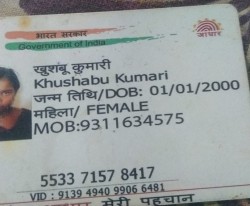 भारत सरकार
Government of India
आधार
खुशबू कुमारी
Khushabu Kumari
जन्म तिथि/DOB: 01/01/2000
महिला/ FEMALE
MOB:9311634575
5533 7157 8417
VID : 9139 4940 9906 6481
मेरी पहचान